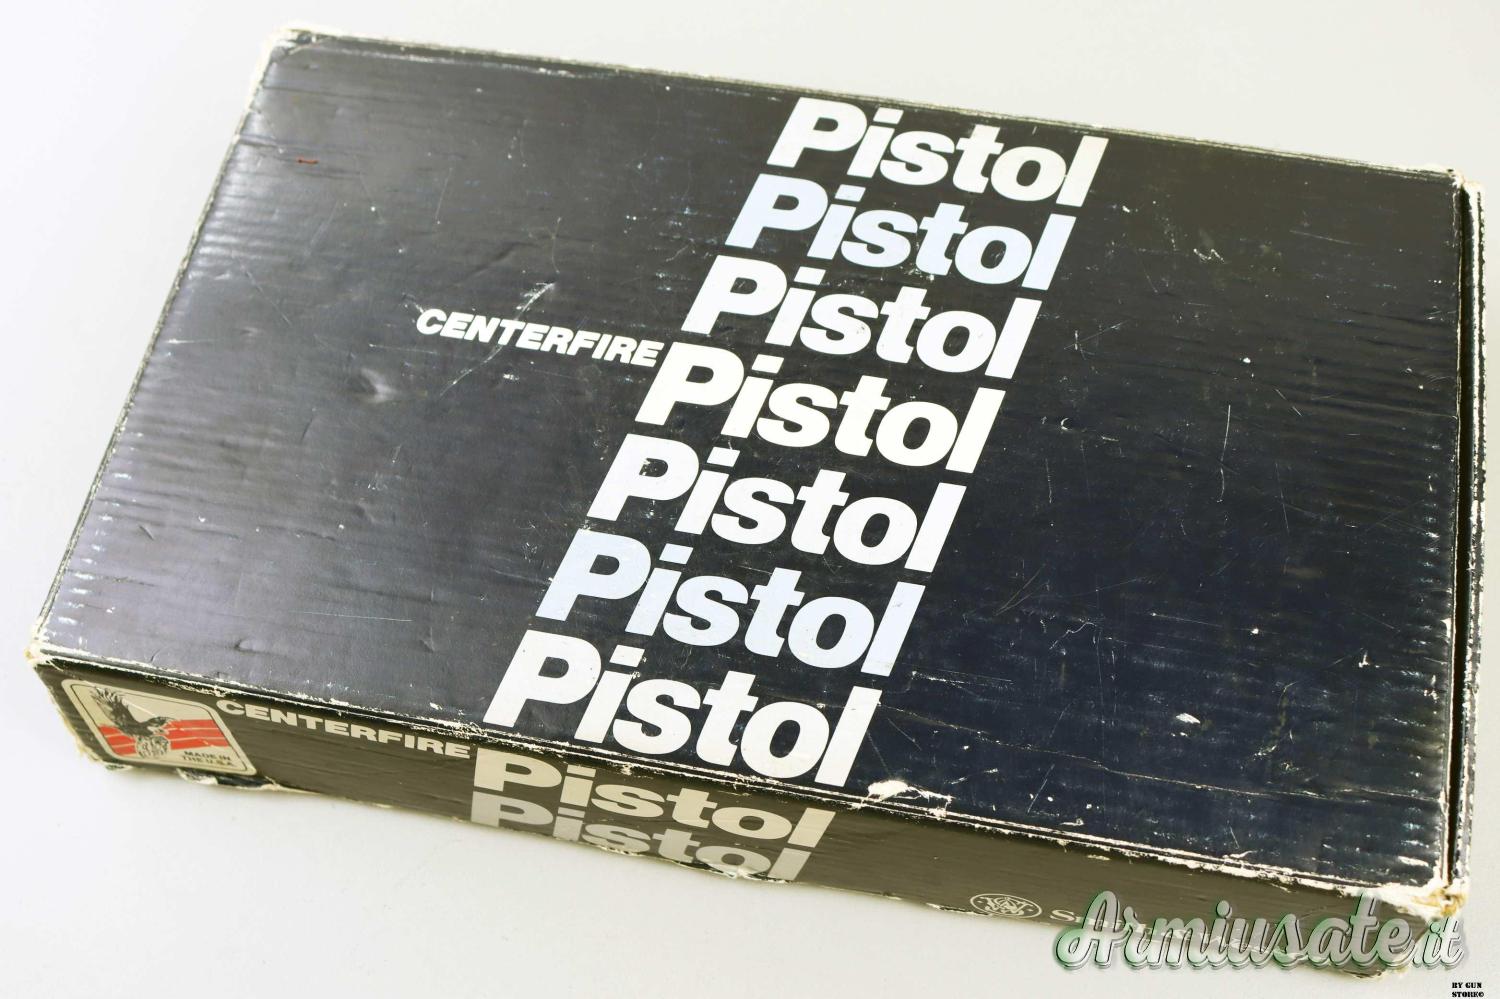 Pistol
Pistol
Pistol
CENTERFIRE Pistol
Pistol
Pistol
Pistol
MADE IN
THE U.S.A.
CENTERFIRE Pistol
Pistol
Armiusate.it
BY GUN
STORE©